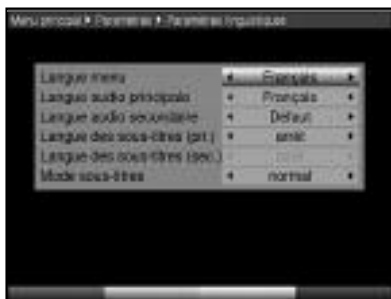 Menu principal ▸ Paramètres ▸ Paramètres linguistiques
Langue menu ◂ Français ▸
Langue audio principale ◂ Français ▸
Langue audio secondaire ◂ Défaut ▸
Langue des sous-titres (pri.) ◂ arrêt ▸
Langue des sous-titres (sec.)
Mode sous-titres ◂ normal ▸